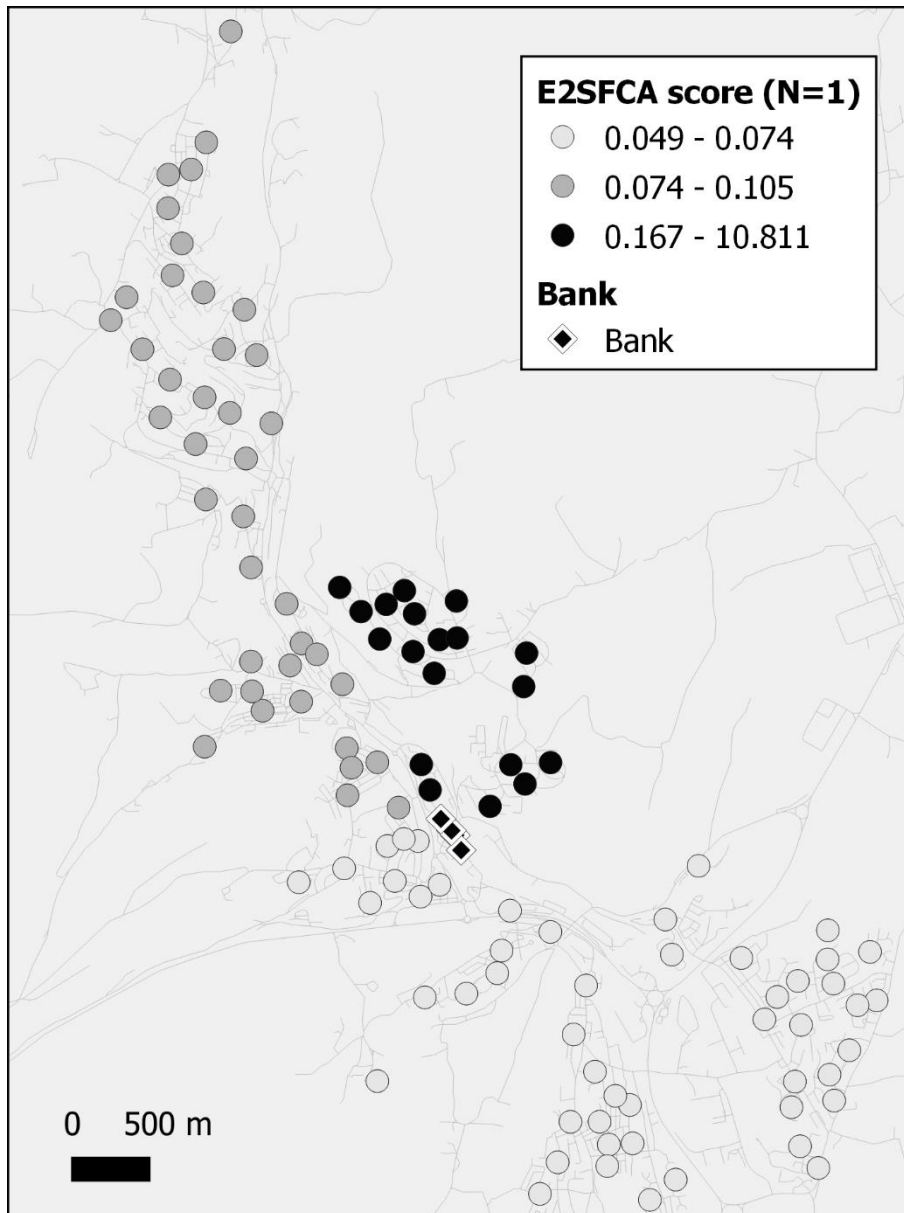 E2SFCA score (N=1)
0.049 - 0.074
0.074 - 0.105
0.167 - 10.811
Bank
Bank
0 500 m